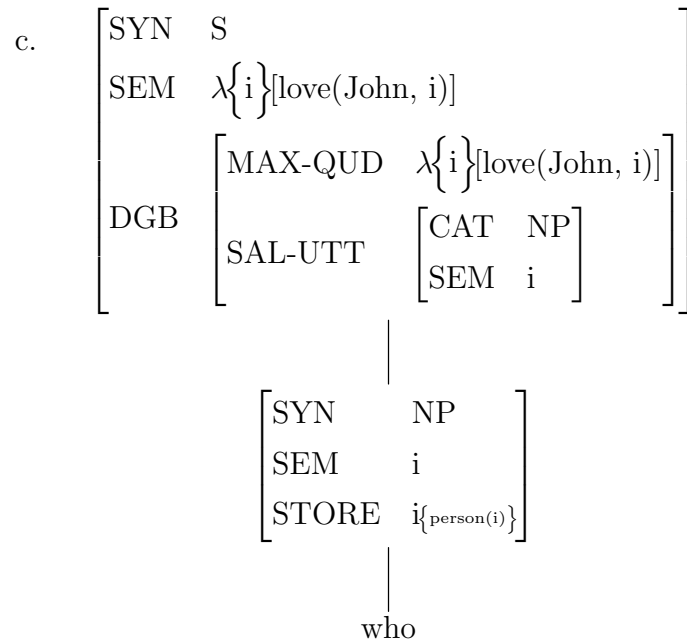 c.
SYN S
SEM λ{i}[love(John, i)]
DGB
MAX-QUD λ{i}[love(John, i)]
SAL-UTT
CAT NP
SEM i
SYN NP
SEM i
STORE i{person(i)}
who